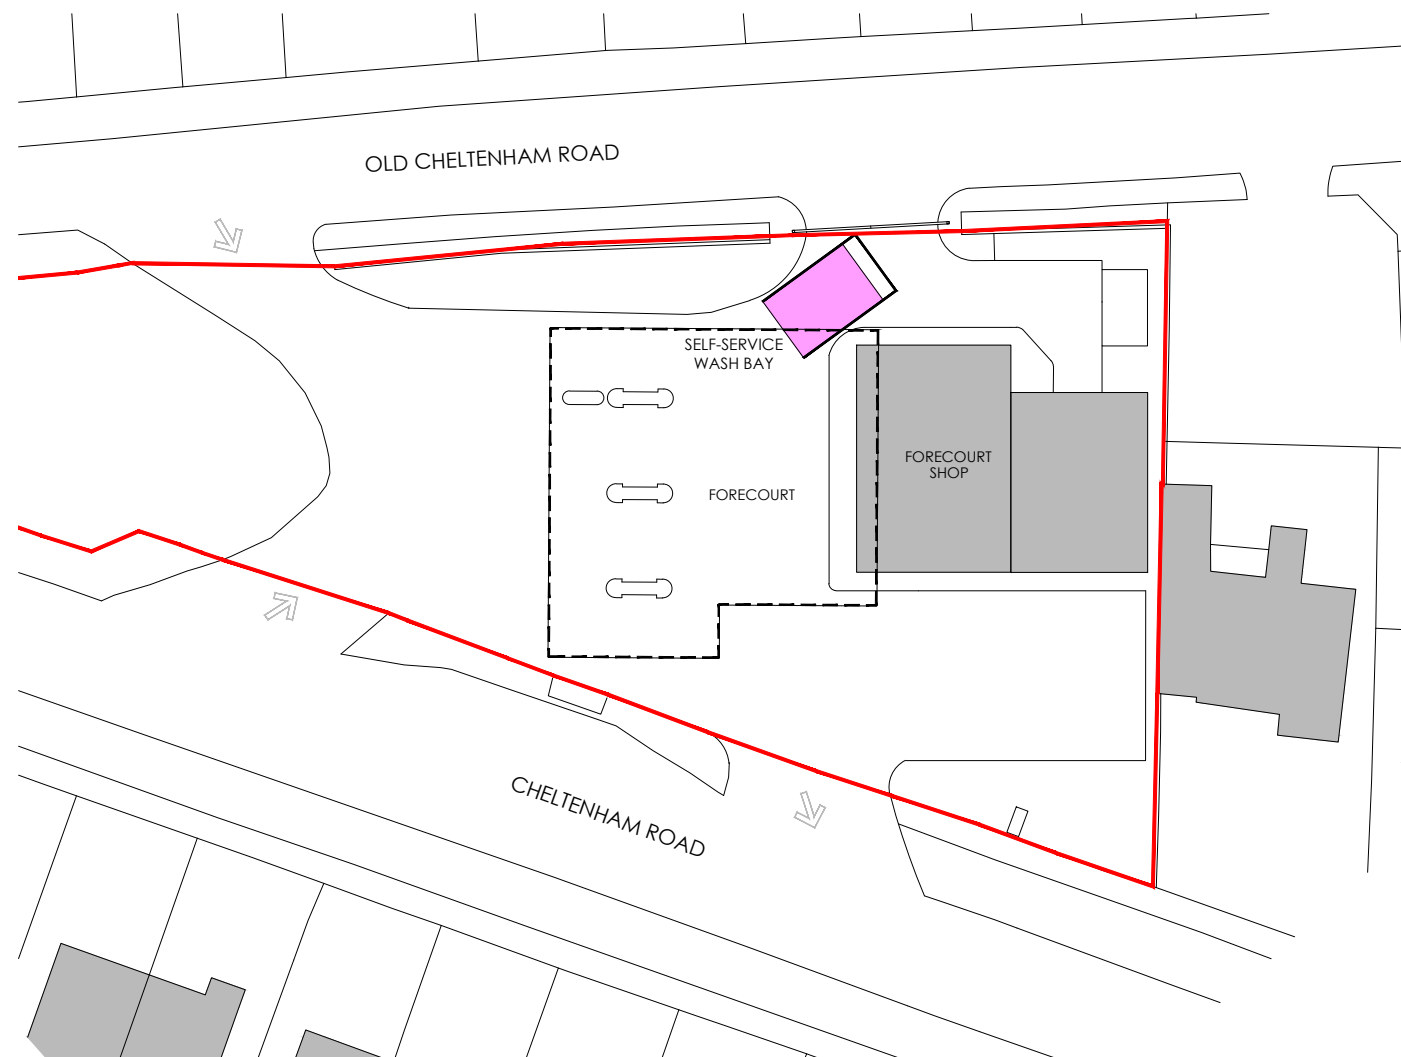 OLD CHELTENHAM ROAD
SELF-SERVICE
WASH BAY
FORECOURT
SHOP
FORECOURT
CHELTENHAM ROAD